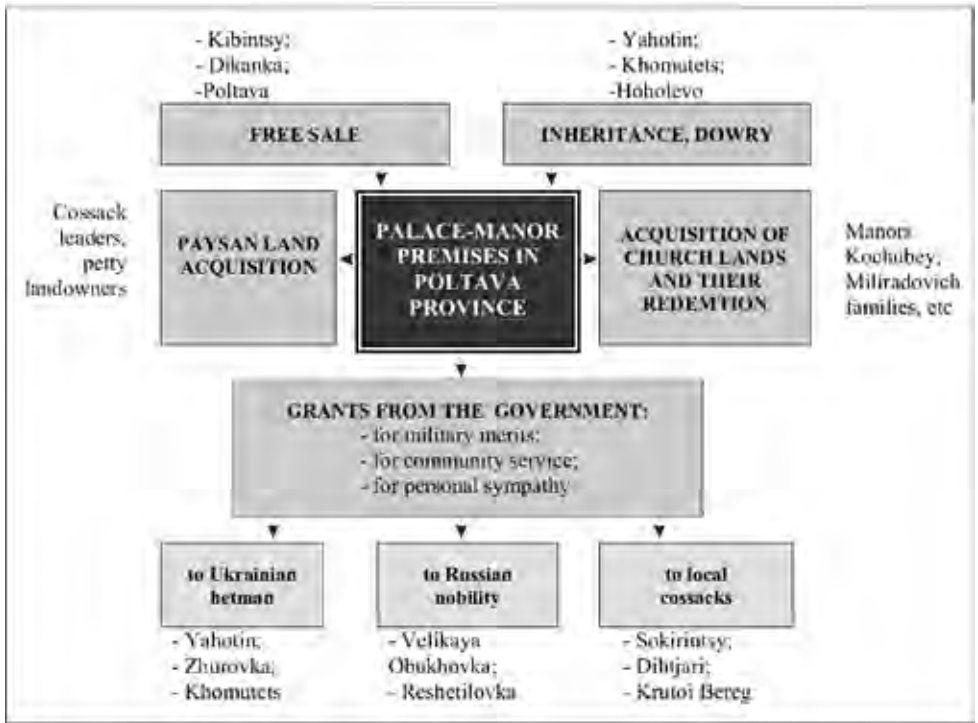 - Kibintsy;
- Dikanka;
-Poltava
- Yahotin;
- Khomutets;
-Hoholevo
FREE SALE
INHERITANCE, DOWRY
Cossack
leaders,
petty
landowners
PAYSAN LAND
ACQUISITION
PALACE-MANOR
PREMISES IN
POLTAVA
PROVINCE
ACQUISITION OF
CHURCH LANDS
AND THEIR
REDEMTION
Manors
Kochubey,
Miliradovich
families, etc
GRANTS FROM THE GOVERNMENT:
- for military merits;
- for community service;
- for personal sympathy
to Ukrainian
hetman
to Russian
nobility
to local
cossacks
- Yahotin;
- Zhurovka;
- Khomutets
- Velikaya
Obukhovka;
- Reshetilovka
- Sokirintsy;
- Dihtjari;
- Krutoi Bereg